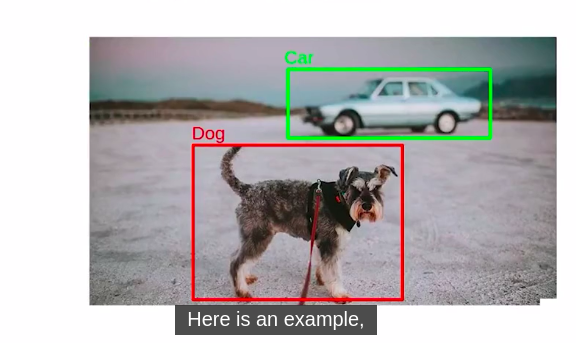 Car
Dog
Here is an example,